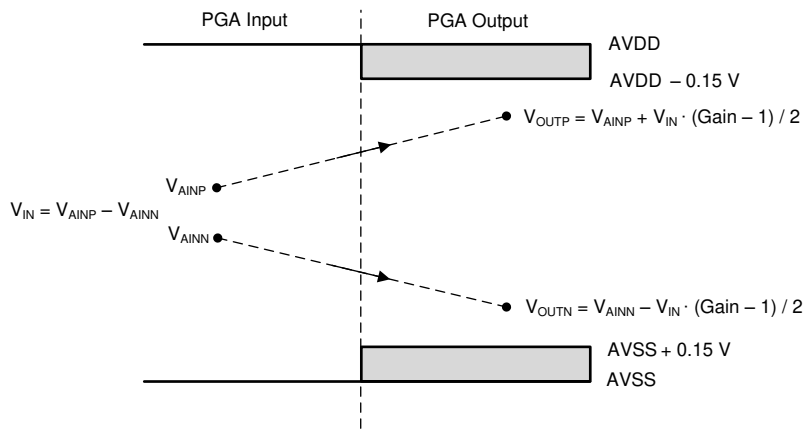 PGA Input
PGA Output
AVDD
AVDD – 0.15 V
V_OUTP = V_AINP + V_IN · (Gain – 1) / 2
V_AINP
V_IN = V_AINP – V_AINN
V_AINN
V_OUTN = V_AINN – V_IN · (Gain – 1) / 2
AVSS + 0.15 V
AVSS